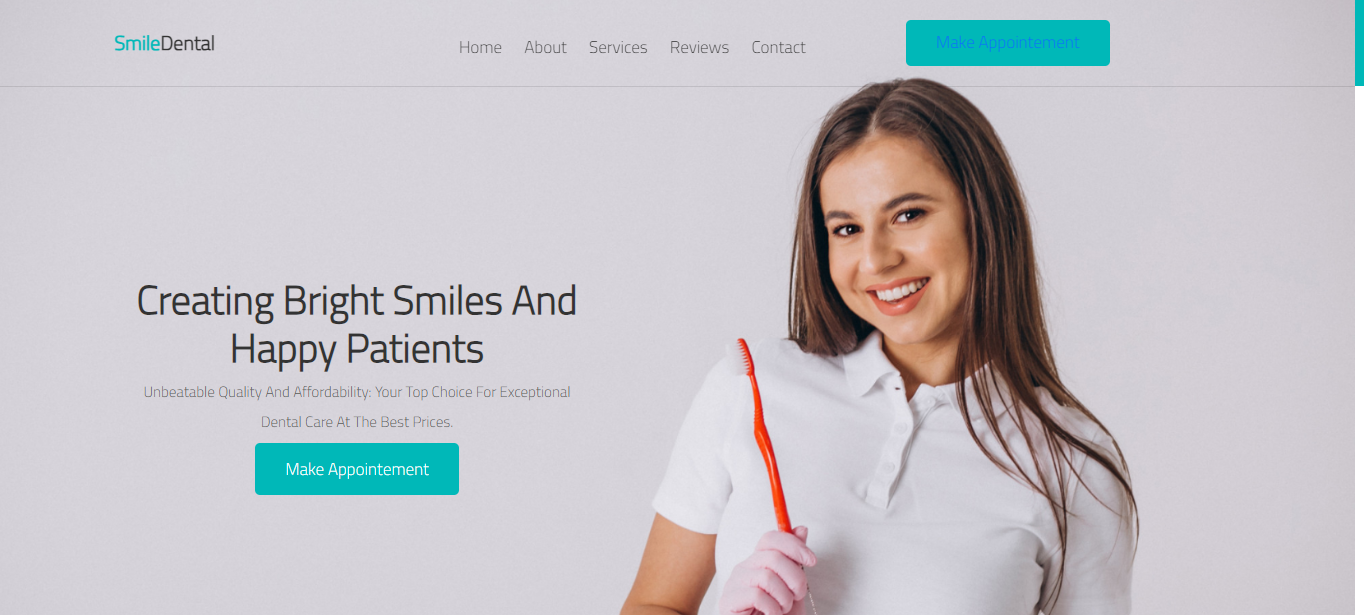 SmileDental
Home About Services Reviews Contact
Make Appointement
Creating Bright Smiles And
Happy Patients
Unbeatable Quality And Affordability: Your Top Choice For Exceptional
Dental Care At The Best Prices.
Make Appointement